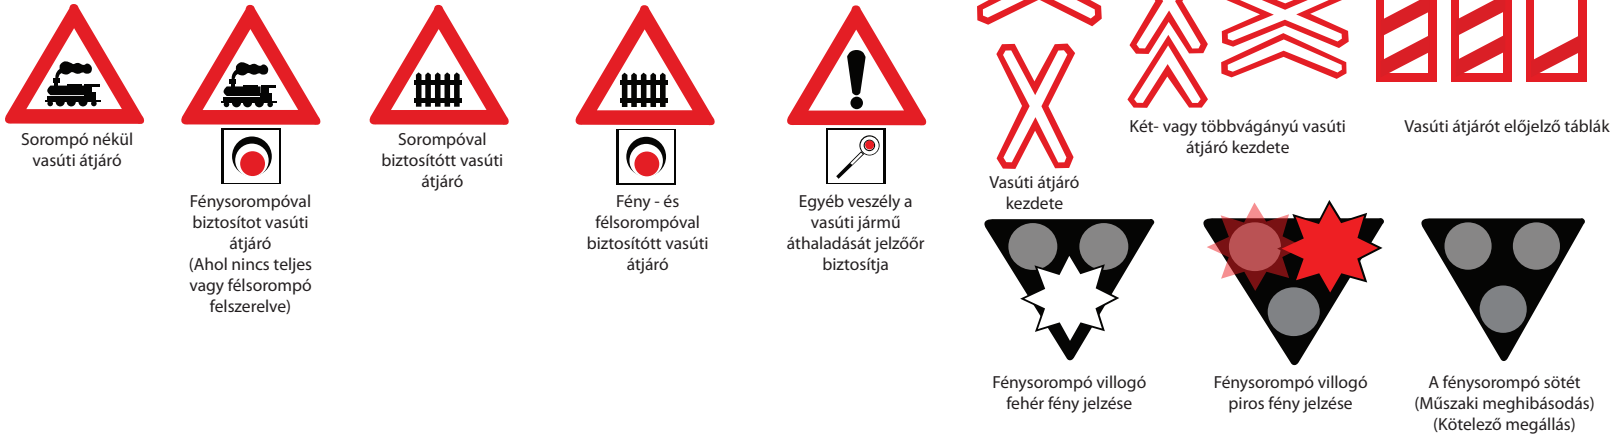 Sorompó nékül
vasúti átjáró
Fénysorompóval
biztosítot vasúti
átjáró
(Ahol nincs teljes
vagy félsorompó
felszerelve)
Sorompóval
biztosítótt vasúti
átjáró
Fény - és
félsorompóval
biztosítótt vasúti
átjáró
Egyéb veszély a
vasúti jármű
áthaladását jelzőőr
biztosítja
Vasúti átjáró
kezdete
Két- vagy többvágányú vasúti
átjáró kezdete
Vasúti átjárót előjelző táblák
Fénysorompó villogó
fehér fény jelzése
Fénysorompó villogó
piros fény jelzése
A fénysorompó sötét
(Műszaki meghibásodás)
(Kötelező megállás)